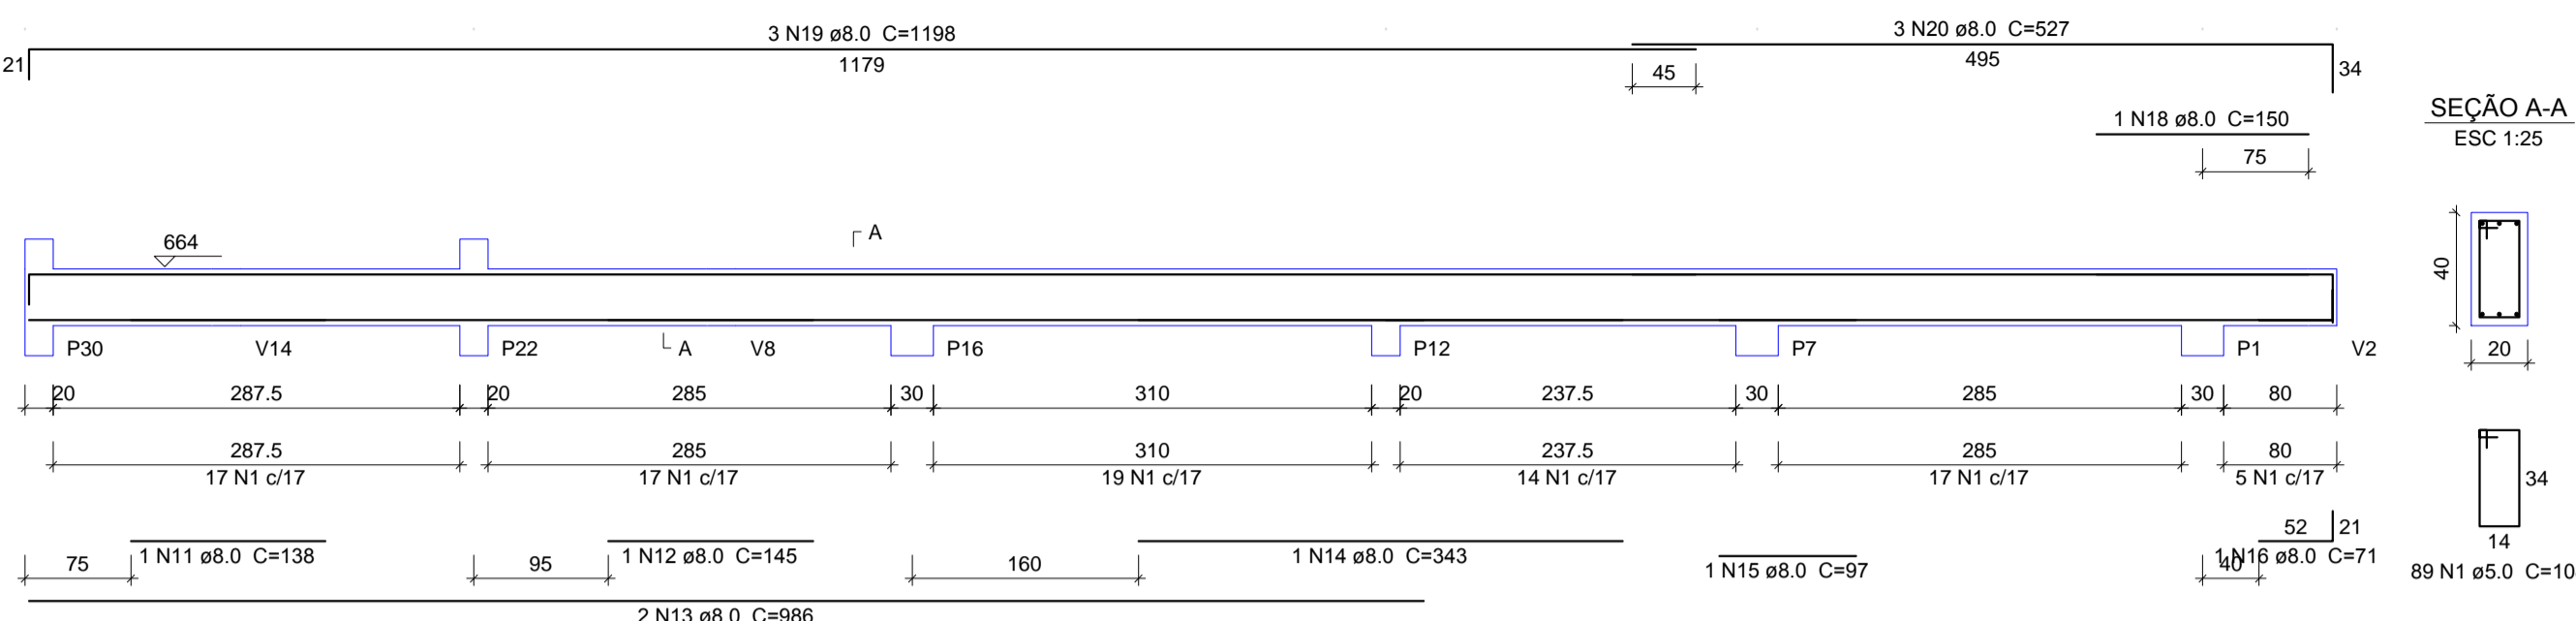 3 N19 ø8.0 C=1198
3 N20 ø8.0 C=527
21
1179
495
34
45
1 N18 ø8.0 C=150
75
SEÇÃO A-A
ESC 1:25
664
A
40
20
P30
V14
A
V8
P22
P16
P12
P7
P1
V2
20
287.5
20
285
30
310
20
237.5
30
285
30
80
287.5
285
310
237.5
285
80
17 N1 c/17
17 N1 c/17
19 N1 c/17
14 N1 c/17
17 N1 c/17
5 N1 c/17
34
14
89 N1 ø5.0 C=10
52
21
75
1 N11 ø8.0 C=138
95
1 N12 ø8.0 C=145
160
1 N14 ø8.0 C=343
1 N15 ø8.0 C=97
1 N16 ø8.0 C=71
40
2 N13 ø8.0 C=986